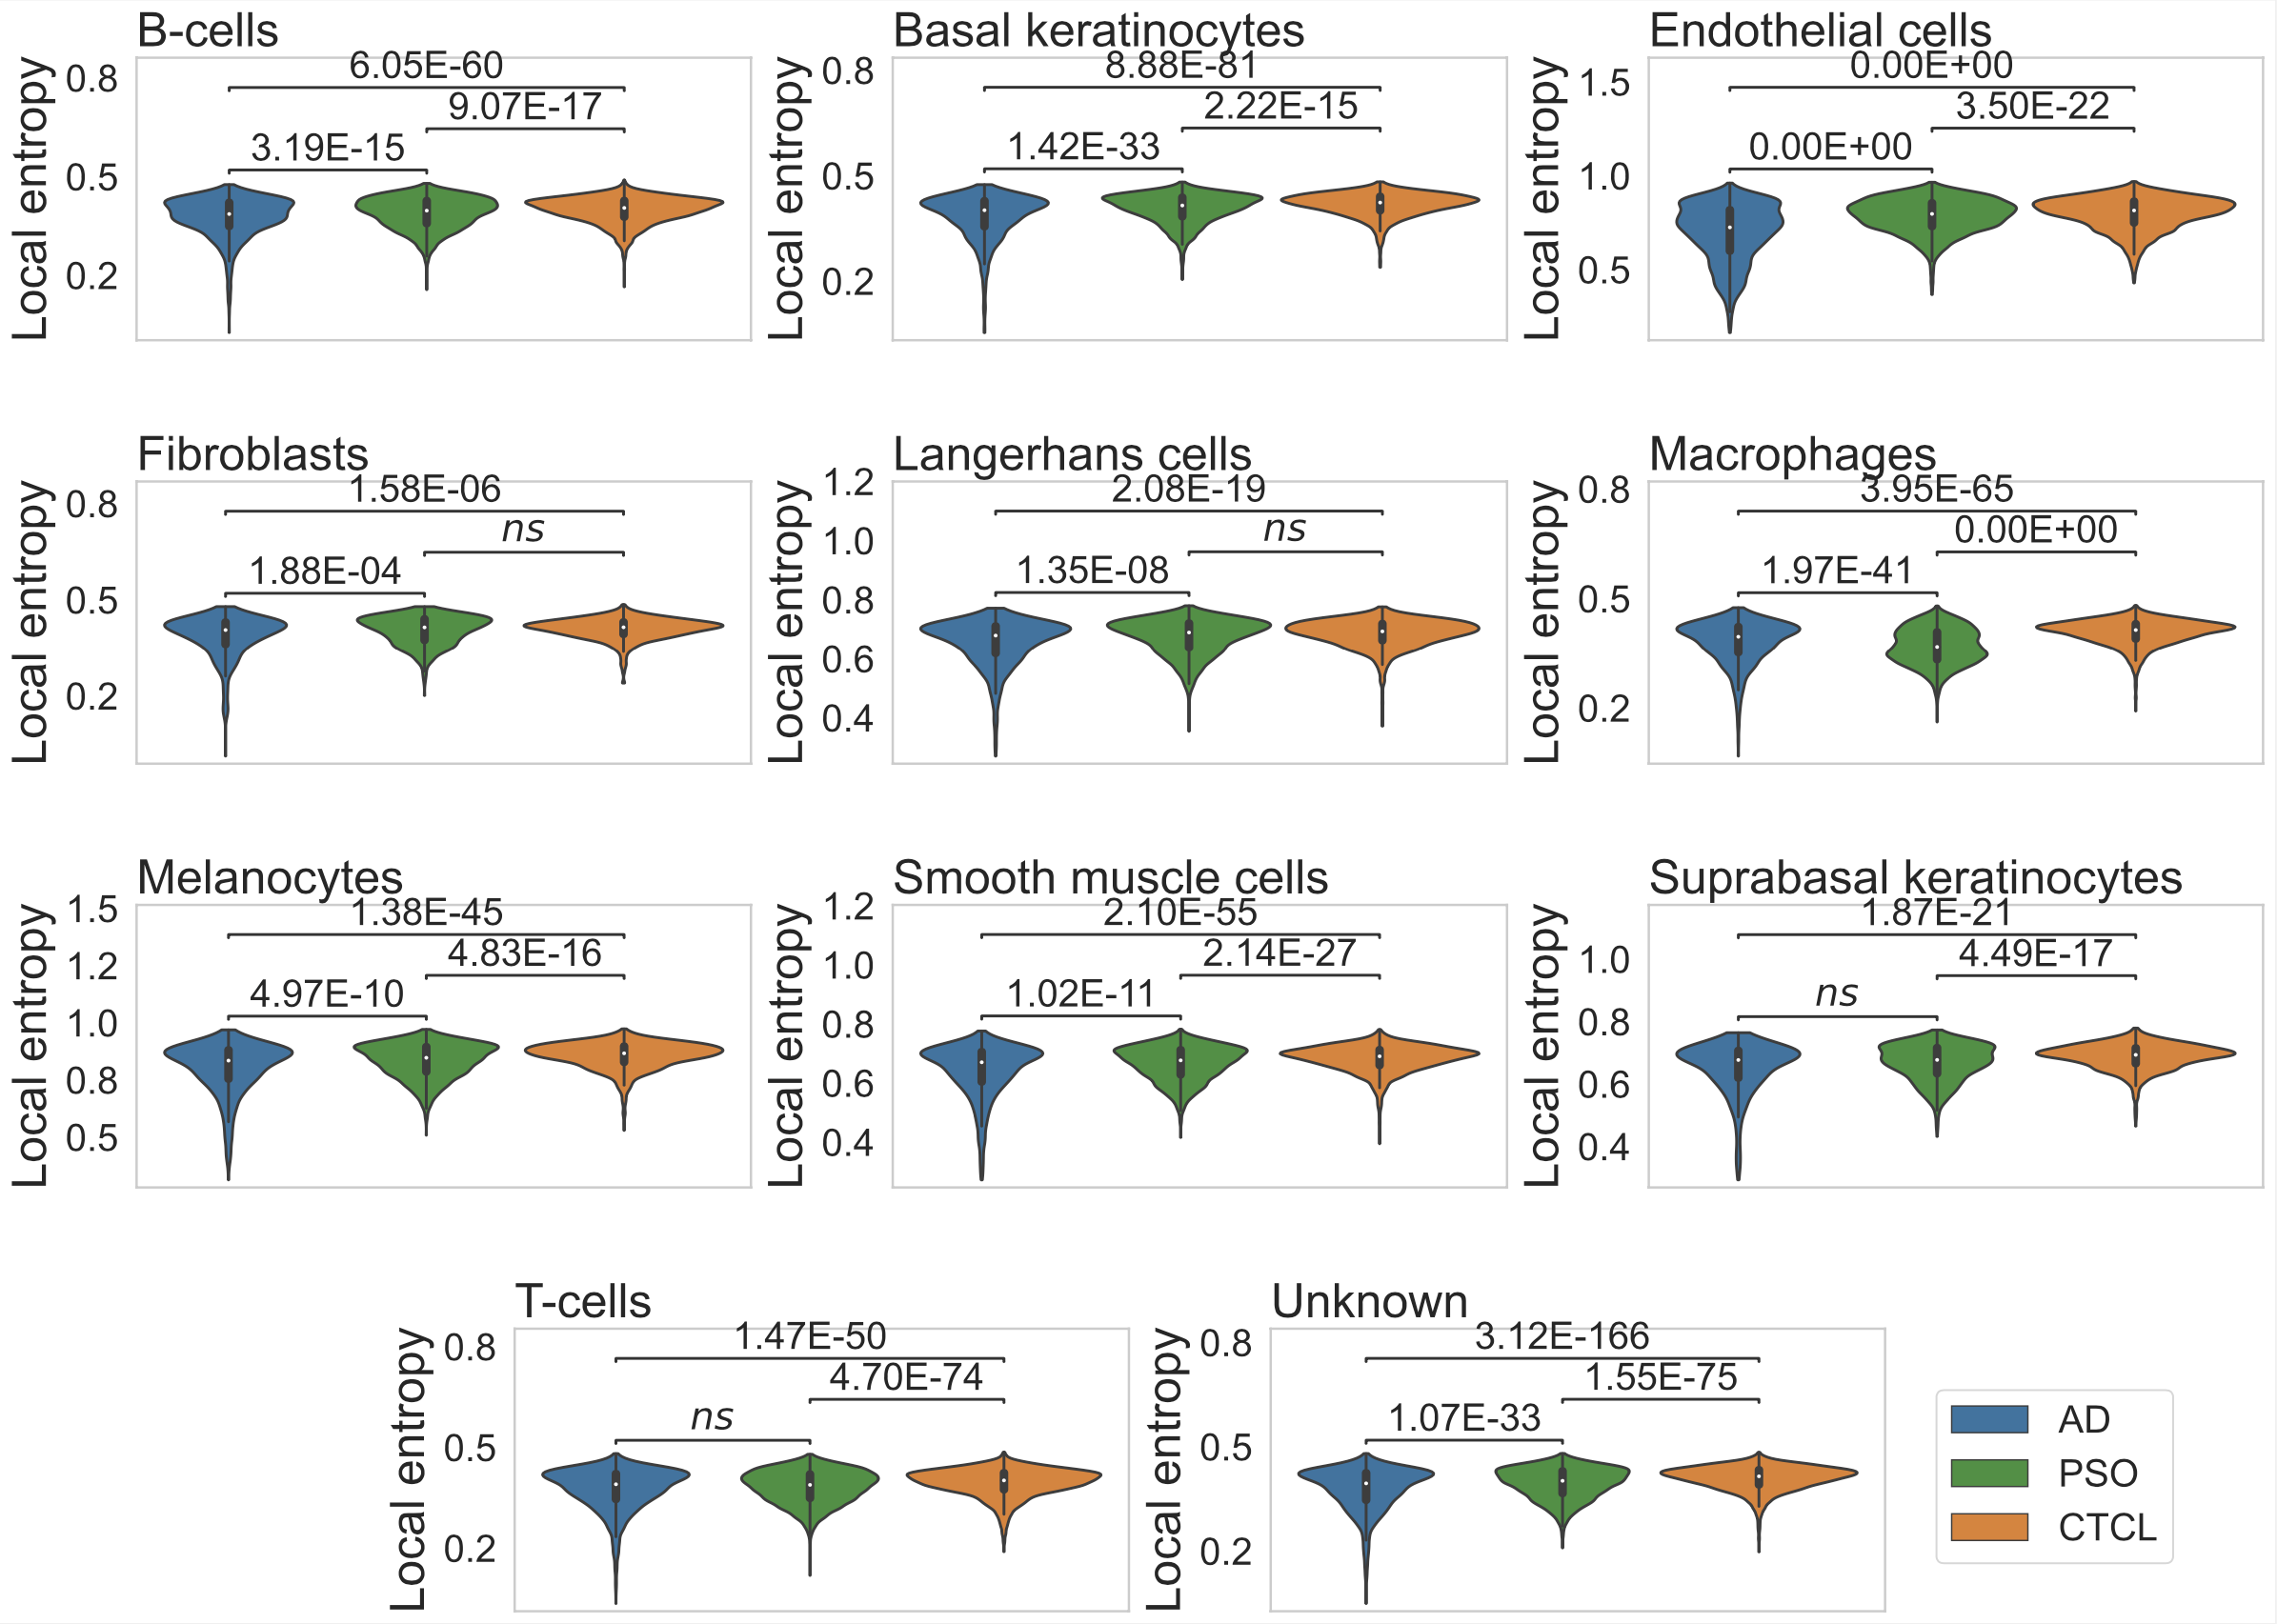 B-cells
Local entropy
0.8
0.5
0.2
6.05E-60
9.07E-17
3.19E-15
Basal keratinocytes
Local entropy
0.8
0.5
0.2
8.88E-81
2.22E-15
1.42E-33
Endothelial cells
Local entropy
1.5
1.0
0.5
0.00E+00
3.50E-22
0.00E+00
Fibroblasts
Local entropy
0.8
0.5
0.2
1.58E-06
ns
1.88E-04
Langerhans cells
Local entropy
1.2
1.0
0.8
0.6
0.4
2.08E-19
ns
1.35E-08
Macrophages
Local entropy
0.8
0.5
0.2
3.95E-65
0.00E+00
1.97E-41
Melanocytes
Local entropy
1.5
1.2
1.0
0.8
0.5
1.38E-45
4.83E-16
4.97E-10
Smooth muscle cells
Local entropy
1.2
1.0
0.8
0.6
0.4
2.10E-55
2.14E-27
1.02E-11
Suprabasal keratinocytes
Local entropy
1.0
0.8
0.6
0.4
1.87E-21
4.49E-17
ns
T-cells
Local entropy
0.8
0.5
0.2
1.47E-50
4.70E-74
ns
Unknown
Local entropy
0.8
0.5
0.2
3.12E-166
1.55E-75
1.07E-33
AD
PSO
CTCL